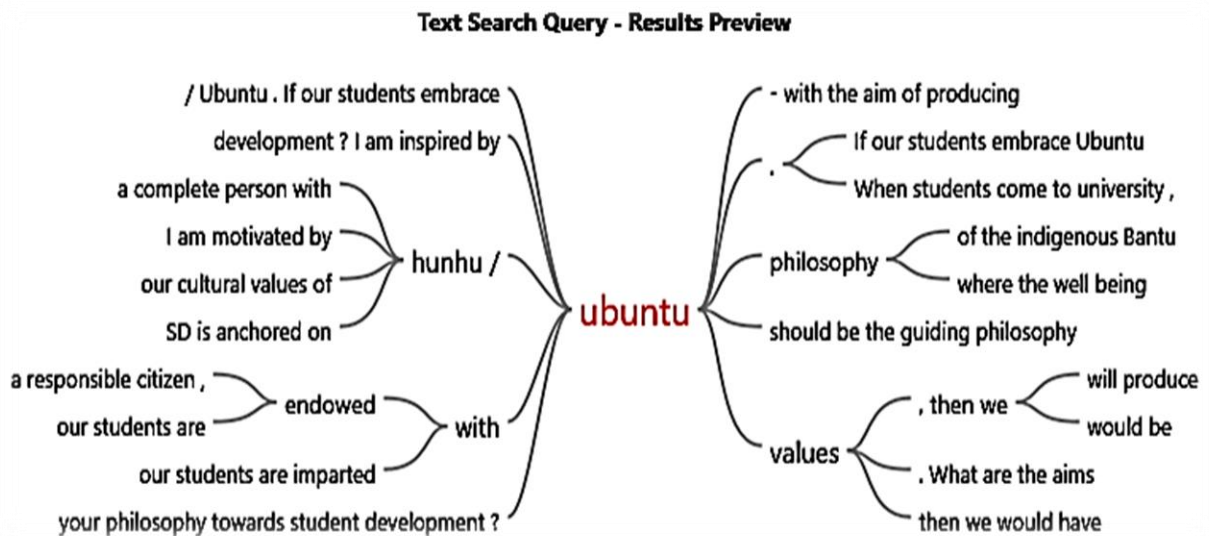 Text Search Query - Results Preview
/ Ubuntu . If our students embrace
development ? I am inspired by
a complete person with
I am motivated by
our cultural values of
SD is anchored on
hunhu /
a responsible citizen ,
our students are
endowed
our students are imparted
with
your philosophy towards student development ?
ubuntu
- with the aim of producing
.
If our students embrace Ubuntu
When students come to university ,
philosophy
of the indigenous Bantu
where the well being
should be the guiding philosophy
values
, then we
will produce
would be
. What are the aims
then we would have